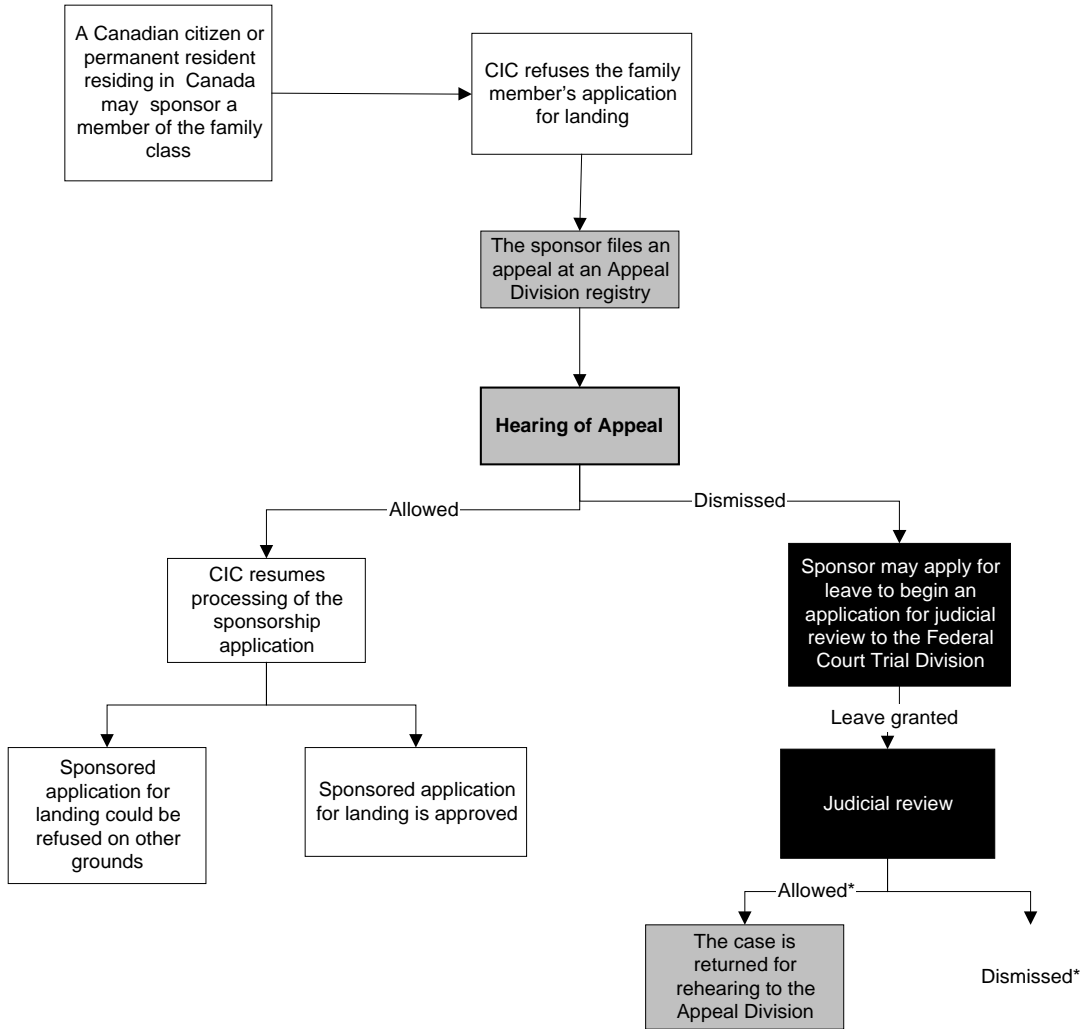 A Canadian citizen or
permanent resident
residing in Canada
may sponsor a
member of the family
class
CIC refuses the family
member's application
for landing
The sponsor files an
appeal at an Appeal
Division registry
Hearing of Appeal
Allowed
Dismissed
CIC resumes
processing of the
sponsorship
application
Sponsor may apply for
leave to begin an
application for judicial
review to the Federal
Court Trial Division
Leave granted
Sponsored
application for
landing could be
refused on other
grounds
Sponsored application
for landing is approved
Judicial review
Allowed*
The case is
returned for
rehearing to the
Appeal Division
Dismissed*